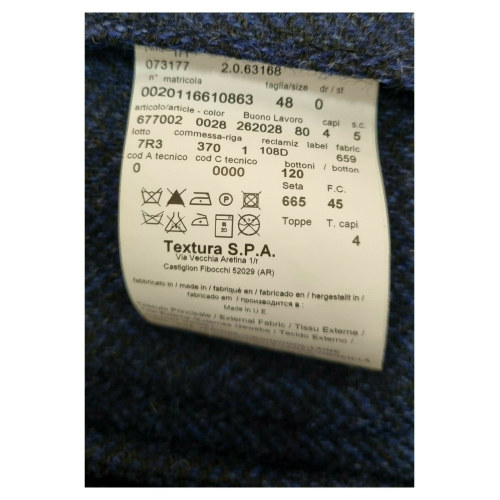 073177 2.0.63168
n° matricola taglia/size dr / st
0020116610863 48 0
articolo/article - color Buono Lavoro capi s.c.
677002 0028 262028 80 4 5
lotto commessa-riga reclamiz label fabric
7R3 370 1 108D 659
cod A tecnico cod C tecnico bottoni / botton
0 0000 120
Seta F.C.
665 45
Toppe T. capi
4
Textura S.P.A.
Via Vecchia Aretina 1/r
Castiglion Fibocchi 52029 (AR)
fabbricato in / made in / fabriqué en / fabricado en / hergestellt in /
fabricado em / производится в :
Made in U.E.
Tessuto Principale / External Fabric / Tissu Externe /
Tejido Externo /